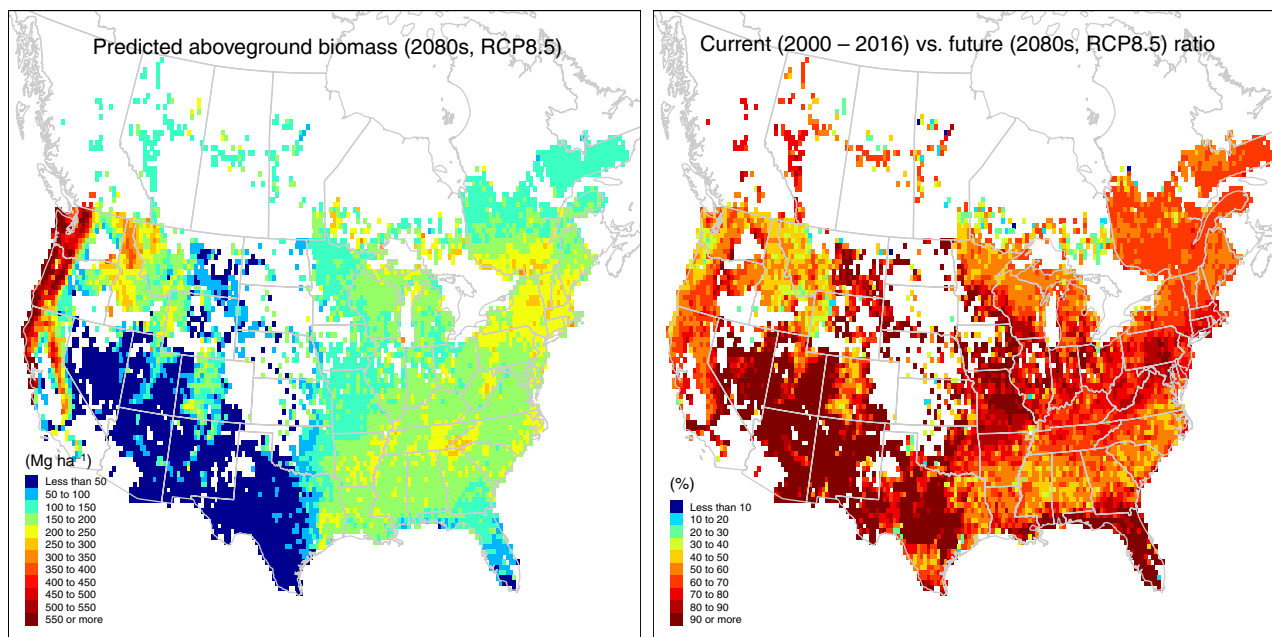 Predicted aboveground biomass (2080s, RCP8.5)
(Mg ha⁻¹)
Less than 50
50 to 100
100 to 150
150 to 200
200 to 250
250 to 300
300 to 350
350 to 400
400 to 450
450 to 500
500 to 550
550 or more
Current (2000 – 2016) vs. future (2080s, RCP8.5) ratio
(%)
Less than 10
10 to 20
20 to 30
30 to 40
40 to 50
50 to 60
60 to 70
70 to 80
80 to 90
90 or more